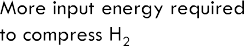 More input energy required
to compress H₂